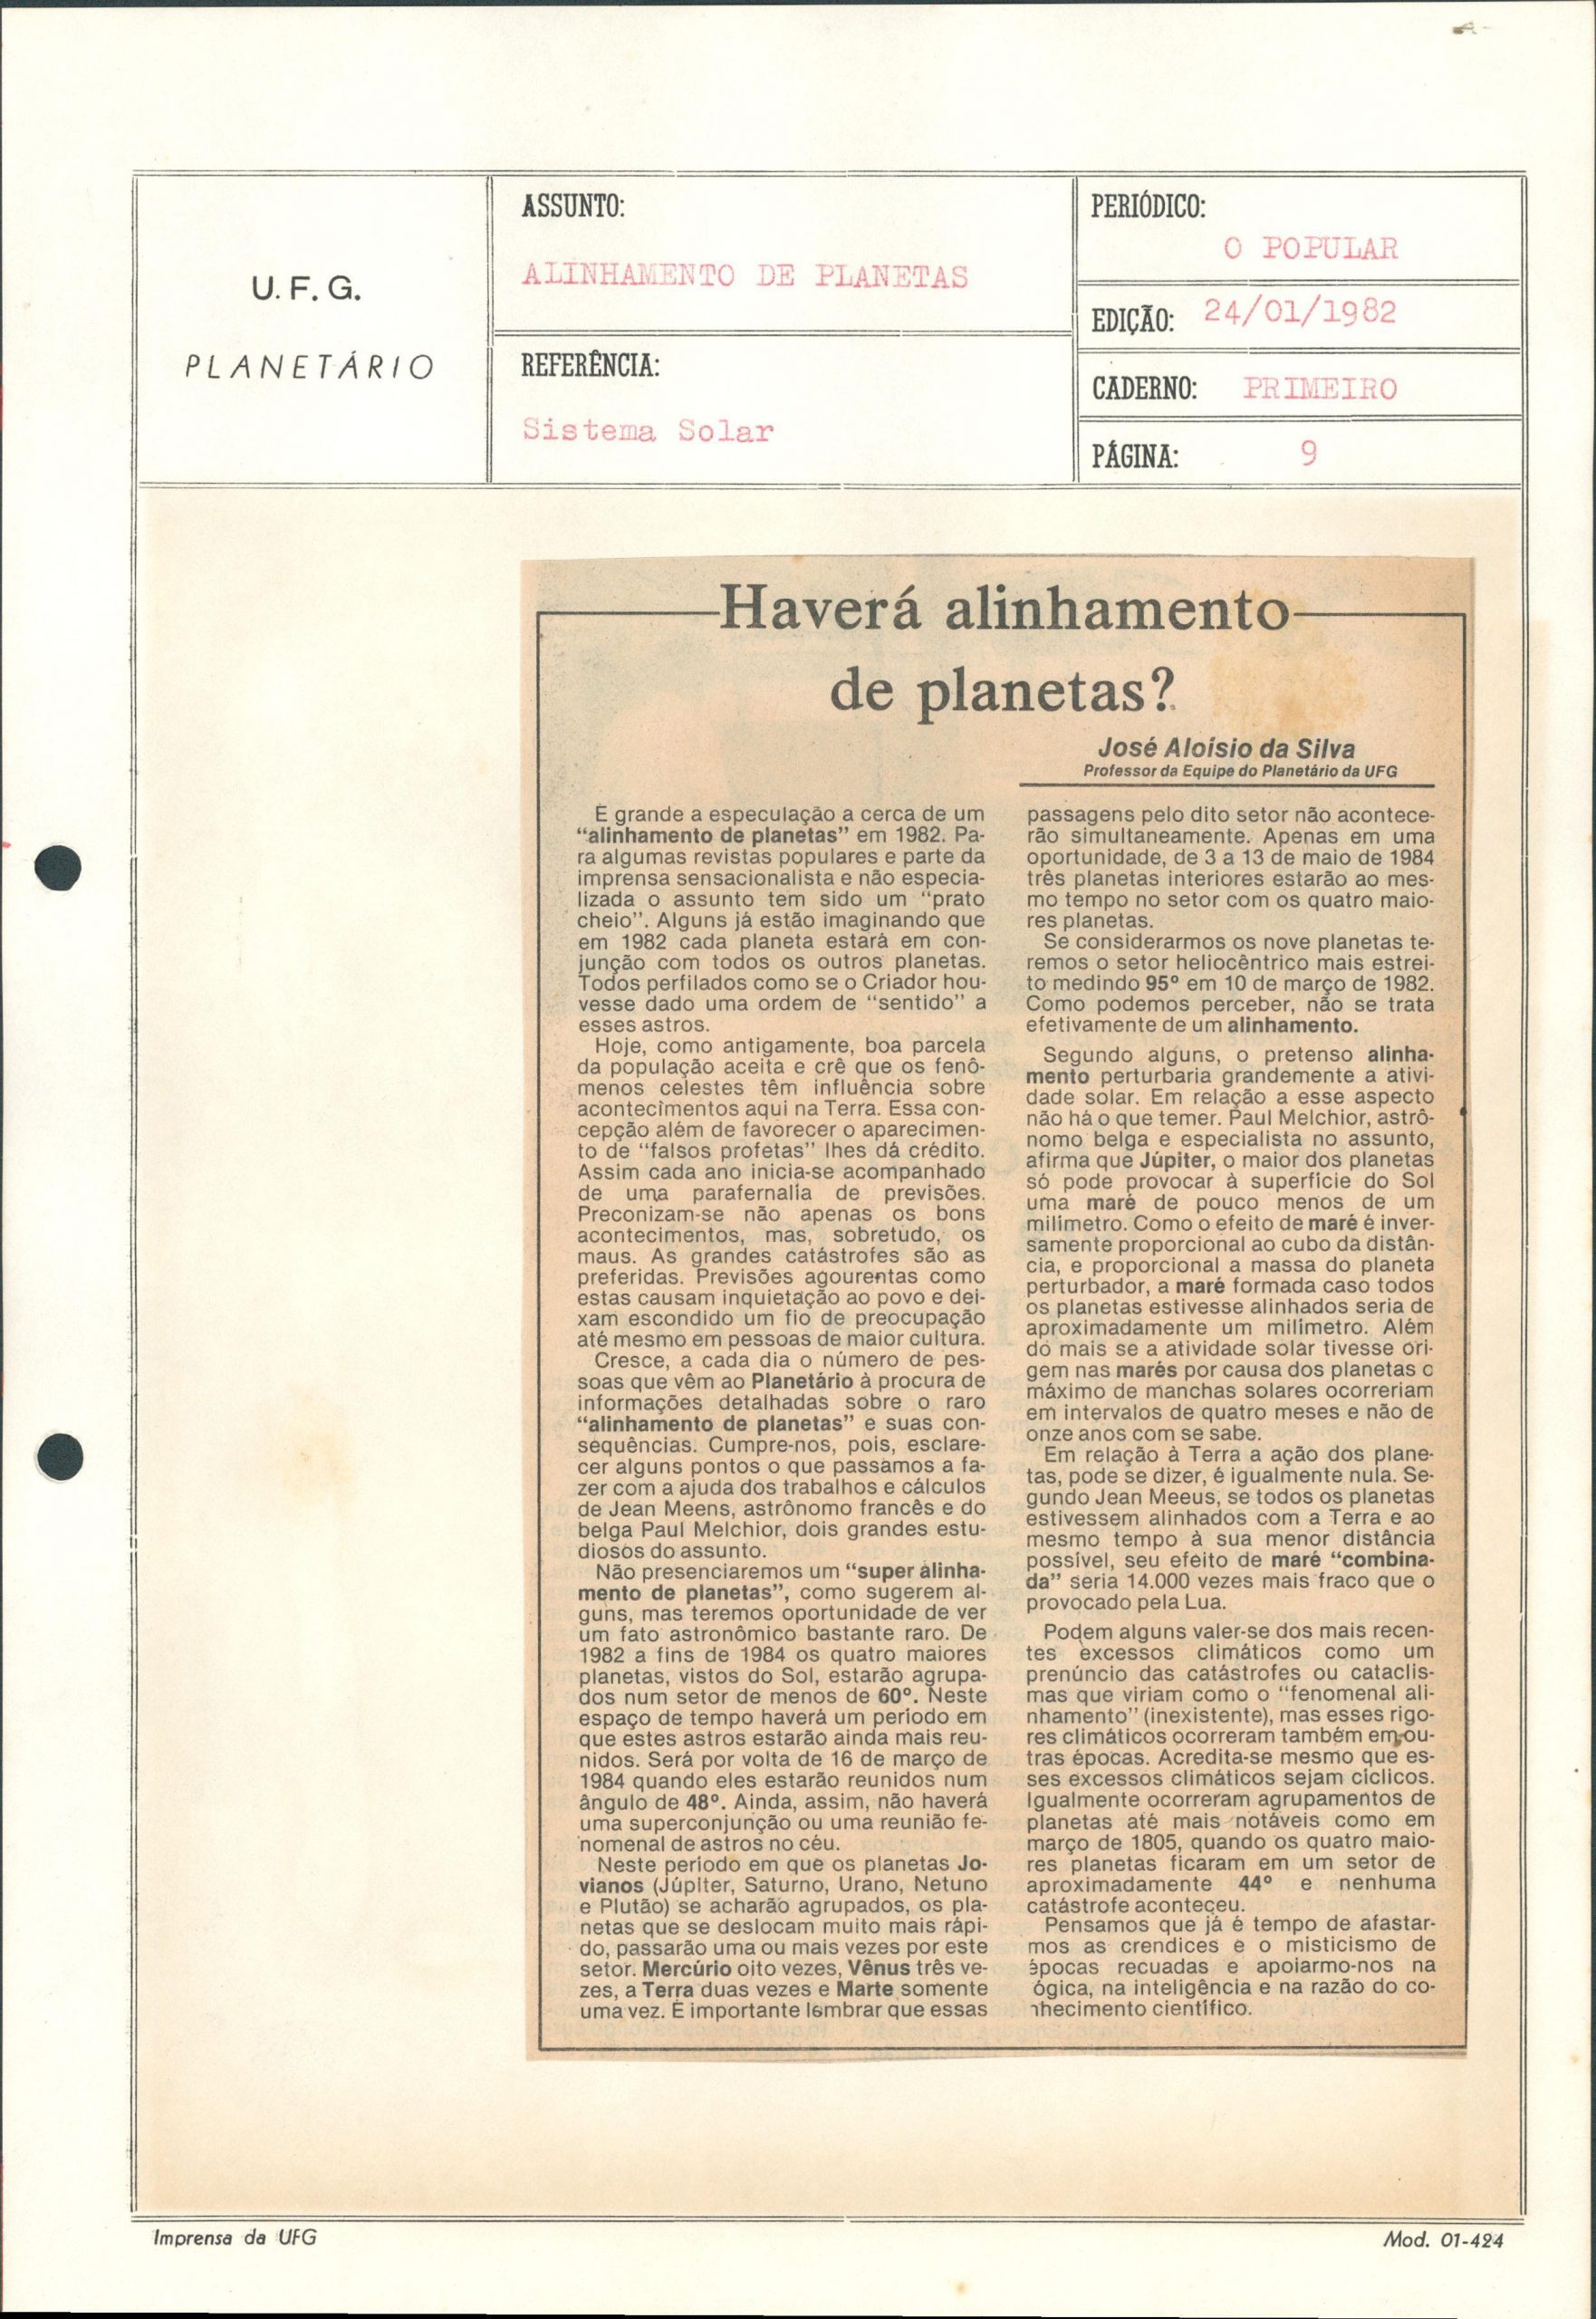 U. F. G.
PLANETÁRIO
ASSUNTO:
ALINHAMENTO DE PLANETAS
REFERÊNCIA:
Sistema Solar
PERIÓDICO:
O POPULAR
EDIÇÃO: 24/01/1982
CADERNO: PRIMEIRO
PÁGINA: 9
Haverá alinhamento
de planetas?
José Aloísio da Silva
Professor da Equipe do Planetário da UFG
É grande a especulação a cerca de um
“alinhamento de planetas” em 1982. Pa-
ra algumas revistas populares e parte da
imprensa sensacionalista e não especia-
lizada o assunto tem sido um “prato
cheio”. Alguns já estão imaginando que
em 1982 cada planeta estará em con-
junção com todos os outros planetas.
Todos perfilados como se o Criador hou-
vesse dado uma ordem de “sentido” a
esses astros.
Hoje, como antigamente, boa parcela
da população aceita e crê que os fenô-
menos celestes têm influência sobre
acontecimentos aqui na Terra. Essa con-
cepção além de favorecer o aparecimen-
to de “falsos profetas” lhes dá crédito.
Assim cada ano inicia-se acompanhado
de uma parafernalia de previsões.
Preconizam-se não apenas os bons
acontecimentos, mas, sobretudo, os
maus. As grandes catástrofes são as
preferidas. Previsões agourentas como
estas causam inquietação ao povo e dei-
xam escondido um fio de preocupação
até mesmo em pessoas de maior cultura.
Cresce, a cada dia o número de pes-
soas que vêm ao Planetário à procura de
informações detalhadas sobre o raro
“alinhamento de planetas” e suas con-
sequências. Cumpre-nos, pois, esclare-
cer alguns pontos o que passamos a fa-
zer com a ajuda dos trabalhos e cálculos
de Jean Meens, astrônomo francês e do
belga Paul Melchior, dois grandes estu-
diosos do assunto.
Não presenciaremos um “super alinha-
mento de planetas”, como sugerem al-
guns, mas teremos oportunidade de ver
um fato astronômico bastante raro. De
1982 a fins de 1984 os quatro maiores
planetas, vistos do Sol, estarão agrupa-
dos num setor de menos de 60º. Neste
espaço de tempo haverá um período em
que estes astros estarão ainda mais reu-
nidos. Será por volta de 16 de março de
1984 quando eles estarão reunidos num
ângulo de 48º. Ainda, assim, não haverá
uma superconjunção ou uma reunião fe-
nomenal de astros no céu.
Neste período em que os planetas Jo-
vianos (Júpiter, Saturno, Urano, Netuno
e Plutão) se acharão agrupados, os pla-
netas que se deslocam muito mais rápi-
do, passarão uma ou mais vezes por este
setor. Mercúrio oito vezes, Vênus três ve-
zes, a Terra duas vezes e Marte somente
uma vez. É importante lembrar que essas
passagens pelo dito setor não acontece-
rão simultaneamente. Apenas em uma
oportunidade, de 3 a 13 de maio de 1984
três planetas interiores estarão ao mes-
mo tempo no setor com os quatro maio-
res planetas.
Se considerarmos os nove planetas te-
remos o setor heliocêntrico mais estrei-
to medindo 95º em 10 de março de 1982.
Como podemos perceber, não se trata
efetivamente de um alinhamento.
Segundo alguns, o pretenso alinha-
mento perturbaria grandemente a ativi-
dade solar. Em relação a esse aspecto
não há o que temer. Paul Melchior, astrô-
nomo belga e especialista no assunto,
afirma que Júpiter, o maior dos planetas
só pode provocar à superfície do Sol
uma maré de pouco menos de um
milímetro. Como o efeito de maré é inver-
samente proporcional ao cubo da distân-
cia, e proporcional a massa do planeta
perturbador, a maré formada caso todos
os planetas estivesse alinhados seria de
aproximadamente um milímetro. Além
do mais se a atividade solar tivesse ori-
gem nas marés por causa dos planetas o
máximo de manchas solares ocorreriam
em intervalos de quatro meses e não de
onze anos com se sabe.
Em relação à Terra a ação dos plane-
tas, pode se dizer, é igualmente nula. Se-
gundo Jean Meeus, se todos os planetas
estivessem alinhados com a Terra e ao
mesmo tempo à sua menor distância
possível, seu efeito de maré “combina-
da” seria 14.000 vezes mais fraco que o
provocado pela Lua.
Podem alguns valer-se dos mais recen-
tes excessos climáticos como um
prenúncio das catástrofes ou cataclis-
mas que viriam como o “fenomenal ali-
nhamento” (inexistente), mas esses rigo-
res climáticos ocorreram também em ou-
tras épocas. Acredita-se mesmo que es-
ses excessos climáticos sejam cíclicos.
Igualmente ocorreram agrupamentos de
planetas até mais notáveis como em
março de 1805, quando os quatro maio-
res planetas ficaram em um setor de
aproximadamente 44º e nenhuma
catástrofe aconteçeu.
Pensamos que já é tempo de afastar-
mos as crendices e o misticismo de
épocas recuadas e apoiarmo-nos na
ógica, na inteligência e na razão do co-
nhecimento científico.
Imprensa da UFG
Mod. 01-424